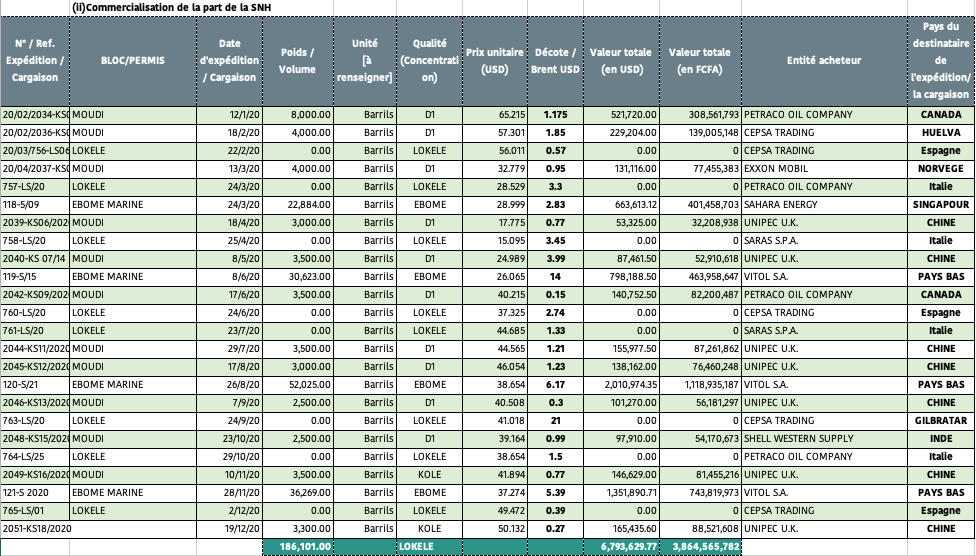 (ii)Commercialisation de la part de la SNH
N° / Ref. Expédition / Cargaison BLOC/PERMIS Date d'expédition / Cargaison Poids / Volume Unité [à renseigner] Qualité (Concentrati on) Prix unitaire (USD) Décote / Brent USD Valeur totale (en USD) Valeur totale (en FCFA) Entité acheteur Pays du destinataire de l'expédition/ la cargaison
20/02/2034-KS0 MOUDI 12/1/20 8,000.00 Barrils D1 65.215 1.175 521,720.00 308,561,793 PETRACO OIL COMPANY CANADA
20/02/2036-KS0 MOUDI 18/2/20 4,000.00 Barrils D1 57.301 1.85 229,204.00 139,005,148 CEPSA TRADING HUELVA
20/03/756-LS06 LOKELE 22/2/20 0.00 Barrils LOKELE 56.011 0.57 0.00 0 CEPSA TRADING Espagne
20/04/2037-KS0 MOUDI 13/3/20 4,000.00 Barrils D1 32.779 0.95 131,116.00 77,455,383 EXXON MOBIL NORVEGE
757-LS/20 LOKELE 24/3/20 0.00 Barrils LOKELE 28.529 3.3 0.00 0 PETRACO OIL COMPANY Italie
118-S/09 EBOME MARINE 24/3/20 22,884.00 Barrils EBOME 28.999 2.83 663,613.12 401,458,703 SAHARA ENERGY SINGAPOUR
2039-KS06/2020 MOUDI 18/4/20 3,000.00 Barrils D1 17.775 0.77 53,325.00 32,208,938 UNIPEC U.K. CHINE
758-LS/20 LOKELE 25/4/20 0.00 Barrils LOKELE 15.095 3.45 0.00 0 SARAS S.P.A. Italie
2040-KS 07/14 MOUDI 8/5/20 3,500.00 Barrils D1 24.989 3.99 87,461.50 52,910,618 UNIPEC U.K. CHINE
119-S/15 EBOME MARINE 8/6/20 30,623.00 Barrils EBOME 26.065 14 798,188.50 463,958,647 VITOL S.A. PAYS BAS
2042-KS09/2020 MOUDI 17/6/20 3,500.00 Barrils D1 40.215 0.15 140,752.50 82,200,487 PETRACO OIL COMPANY CANADA
760-LS/20 LOKELE 24/6/20 0.00 Barrils LOKELE 37.325 2.74 0.00 0 CEPSA TRADING Espagne
761-LS/20 LOKELE 23/7/20 0.00 Barrils LOKELE 44.685 1.33 0.00 0 SARAS S.P.A. Italie
2044-KS11/2020 MOUDI 29/7/20 3,500.00 Barrils D1 44.565 1.21 155,977.50 87,261,862 UNIPEC U.K. CHINE
2045-KS12/2020 MOUDI 17/8/20 3,000.00 Barrils D1 46.054 1.23 138,162.00 76,460,248 UNIPEC U.K. CHINE
120-S/21 EBOME MARINE 26/8/20 52,025.00 Barrils EBOME 38.654 6.17 2,010,974.35 1,118,935,187 VITOL S.A. PAYS BAS
2046-KS13/2020 MOUDI 7/9/20 2,500.00 Barrils D1 40.508 0.3 101,270.00 56,181,297 UNIPEC U.K. CHINE
763-LS/20 LOKELE 24/9/20 0.00 Barrils LOKELE 41.018 21 0.00 0 CEPSA TRADING GILBRATAR
2048-KS15/2020 MOUDI 23/10/20 2,500.00 Barrils D1 39.164 0.99 97,910.00 54,170,673 SHELL WESTERN SUPPLY INDE
764-LS/25 LOKELE 29/10/20 0.00 Barrils LOKELE 38.654 1.5 0.00 0 PETRACO OIL COMPANY Italie
2049-KS16/2020 MOUDI 10/11/20 3,500.00 Barrils KOLE 41.894 0.77 146,629.00 81,455,216 UNIPEC U.K. CHINE
121-S 2020 EBOME MARINE 28/11/20 36,269.00 Barrils EBOME 37.274 5.39 1,351,890.71 743,819,973 VITOL S.A. PAYS BAS
765-LS/01 LOKELE 2/12/20 0.00 Barrils LOKELE 49.472 0.39 0.00 0 CEPSA TRADING Espagne
2051-KS18/2020 19/12/20 3,300.00 Barrils KOLE 50.132 0.27 165,435.60 88,521,608 UNIPEC U.K. CHINE
186,101.00 LOKELE 6,793,629.77 3,864,565,782